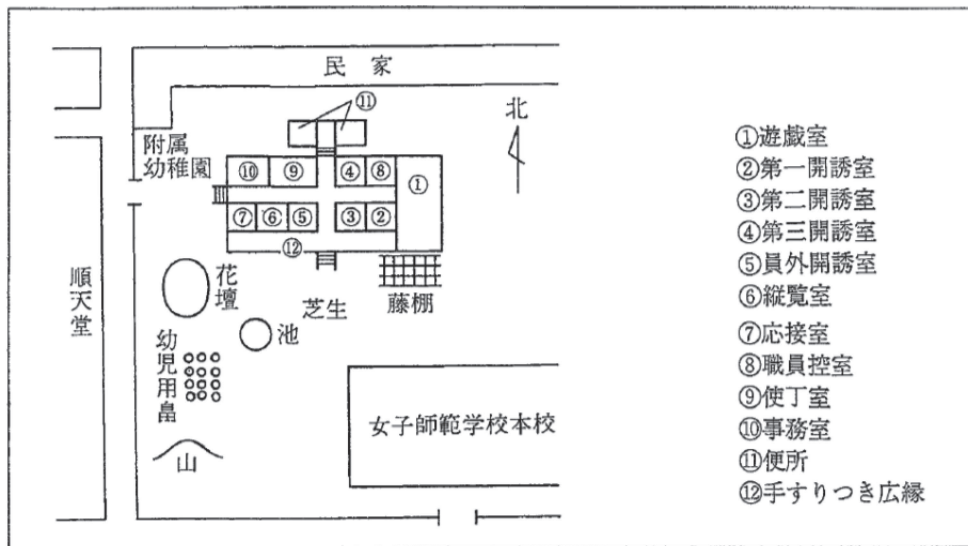 民家
北
⑪
附属
幼稚園
⑩
⑨
④
⑧
①
⑦
⑥
⑤
③
②
⑫
順天堂
花壇
芝生
藤棚
池
幼児用畠
女子師範学校本校
山
①遊戯室
②第一開誘室
③第二開誘室
④第三開誘室
⑤員外開誘室
⑥縦覧室
⑦応接室
⑧職員控室
⑨使丁室
⑩事務室
⑪便所
⑫手すりつき広縁